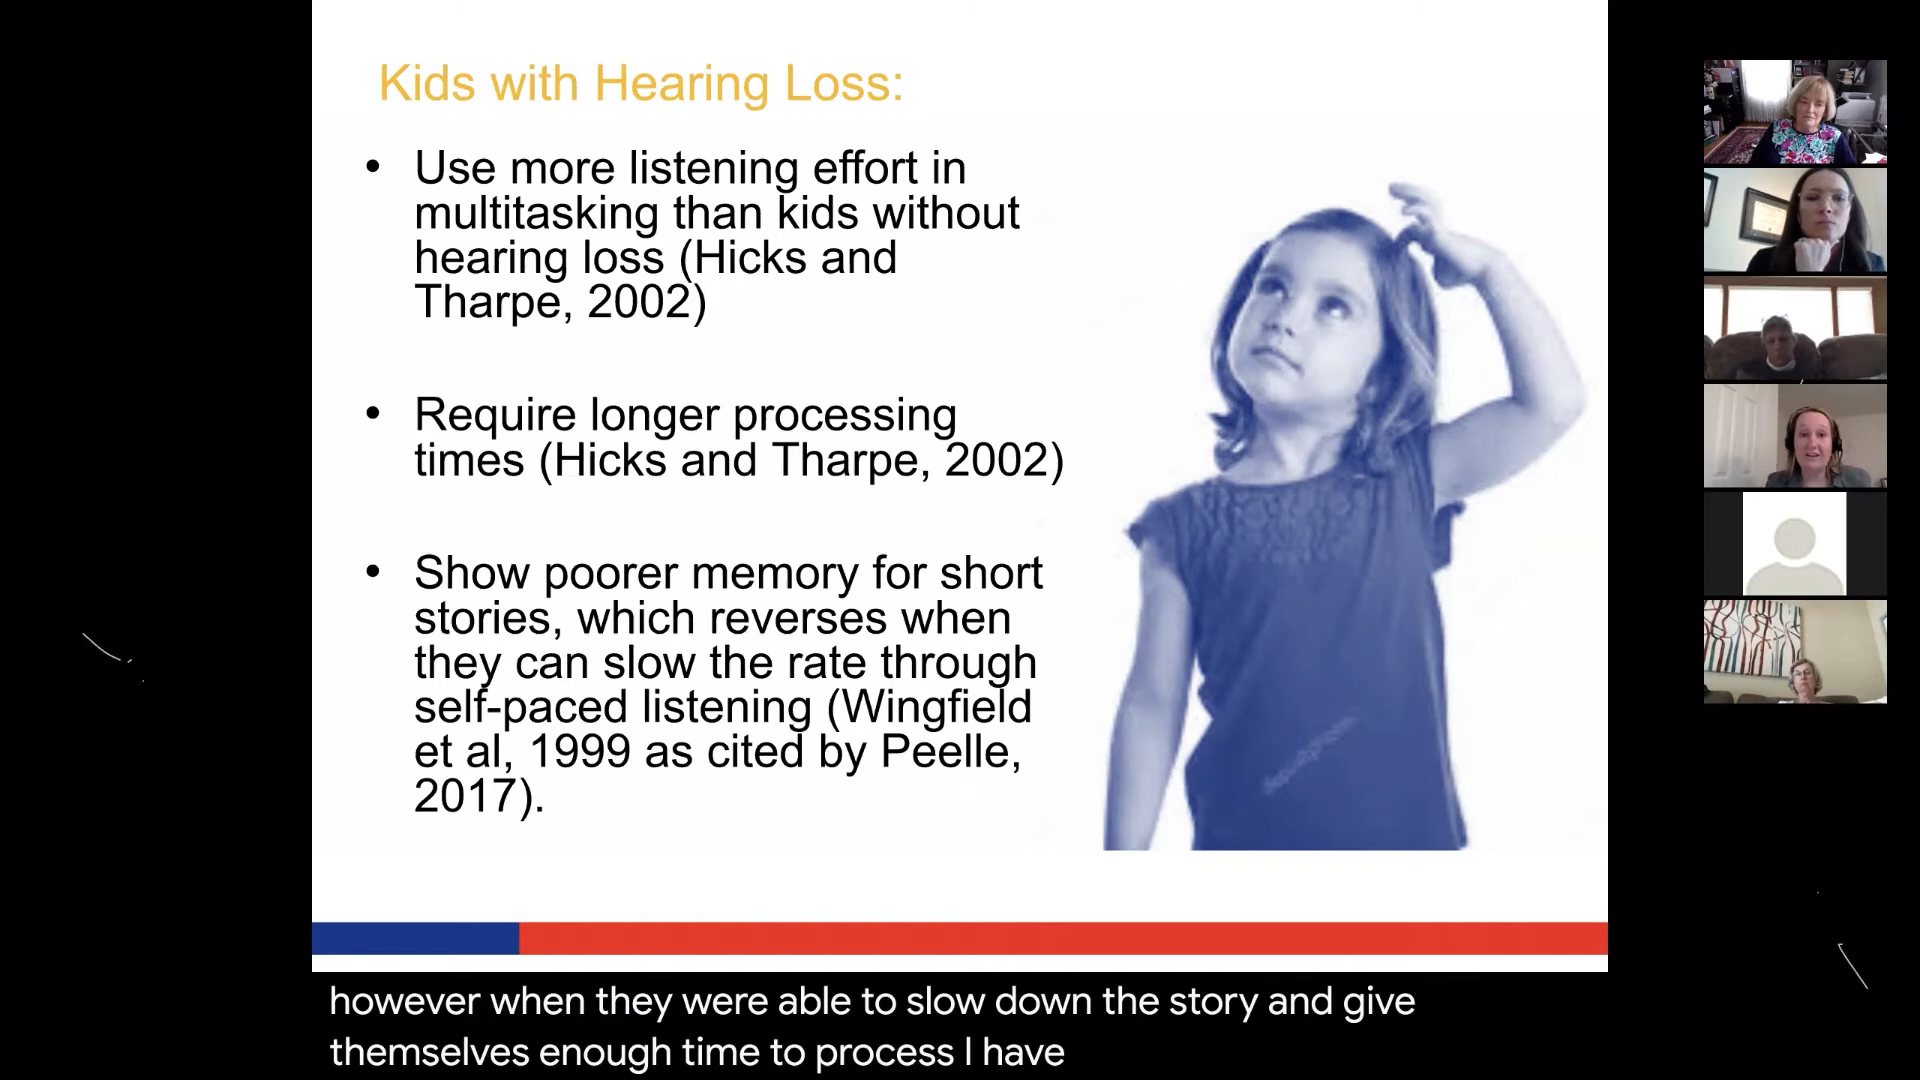 Kids with Hearing Loss:
• Use more listening effort in
multitasking than kids without
hearing loss (Hicks and
Tharpe, 2002)
• Require longer processing
times (Hicks and Tharpe, 2002)
• Show poorer memory for short
stories, which reverses when
they can slow the rate through
self-paced listening (Wingfield
et al, 1999 as cited by Peelle,
2017).
depositphotos
however when they were able to slow down the story and give
themselves enough time to process I have